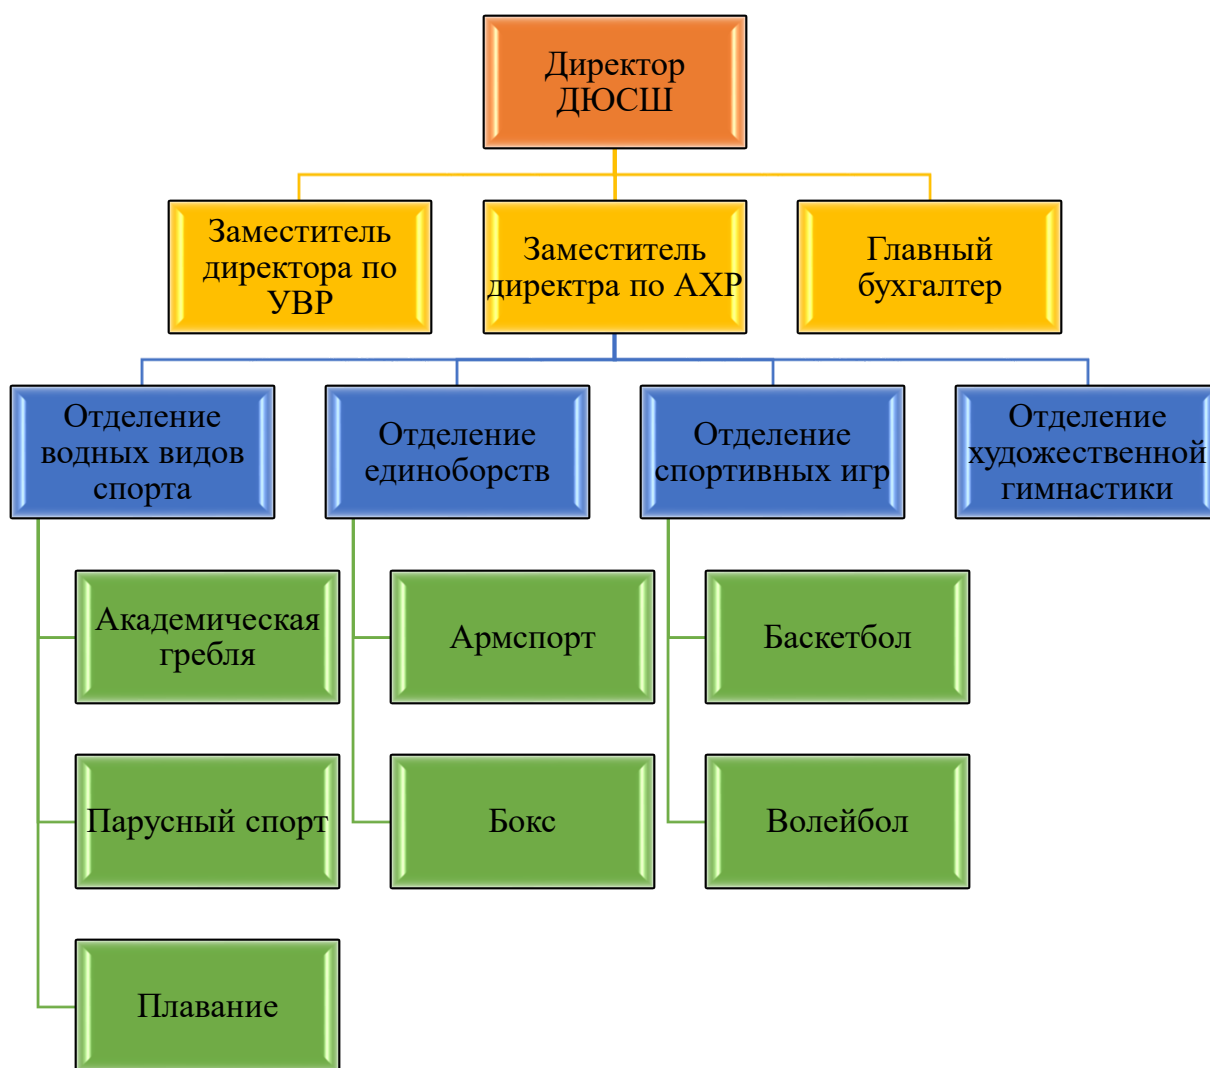 Директор
ДЮСШ
Заместитель
директора по
УВР
Заместитель
директра по АХР
Главный
бухгалтер
Отделение
водных видов
спорта
Отделение
единоборств
Отделение
спортивных игр
Отделение
художественной
гимнастики
Академическая
гребля
Армспорт
Баскетбол
Парусный спорт
Бокс
Волейбол
Плавание